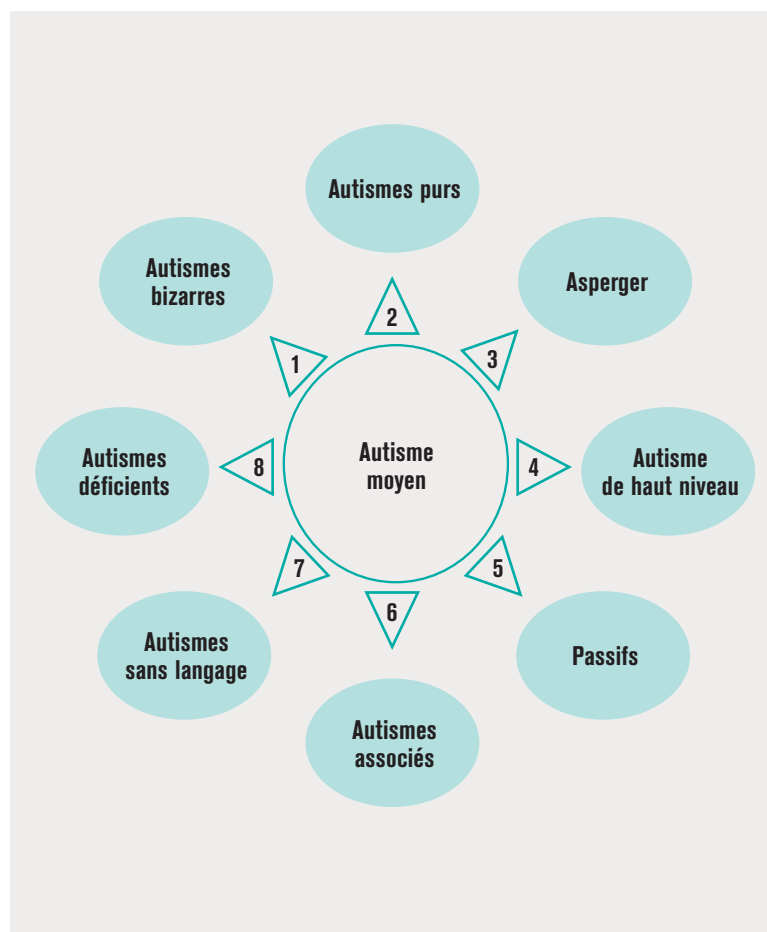 Autismes purs
Autismes
bizarres
Asperger
2
1
3
Autisme
moyen
Autismes
déficients
8
4
Autisme
de haut niveau
7
5
6
Autismes
sans langage
Passifs
Autismes
associés